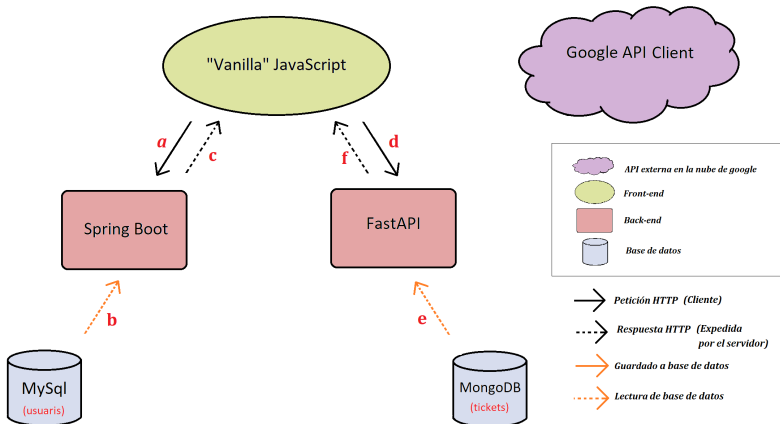 "Vanilla" JavaScript
Google API Client
a
c
f
d
Spring Boot
FastAPI
b
e
MySql
(usuaris)
MongoDB
(tickets)
API externa en la nube de google
Front-end
Back-end
Base de datos
Petición HTTP (Cliente)
Respuesta HTTP (Expedida
por el servidor)
Guardado a base de datos
Lectura de base de datos